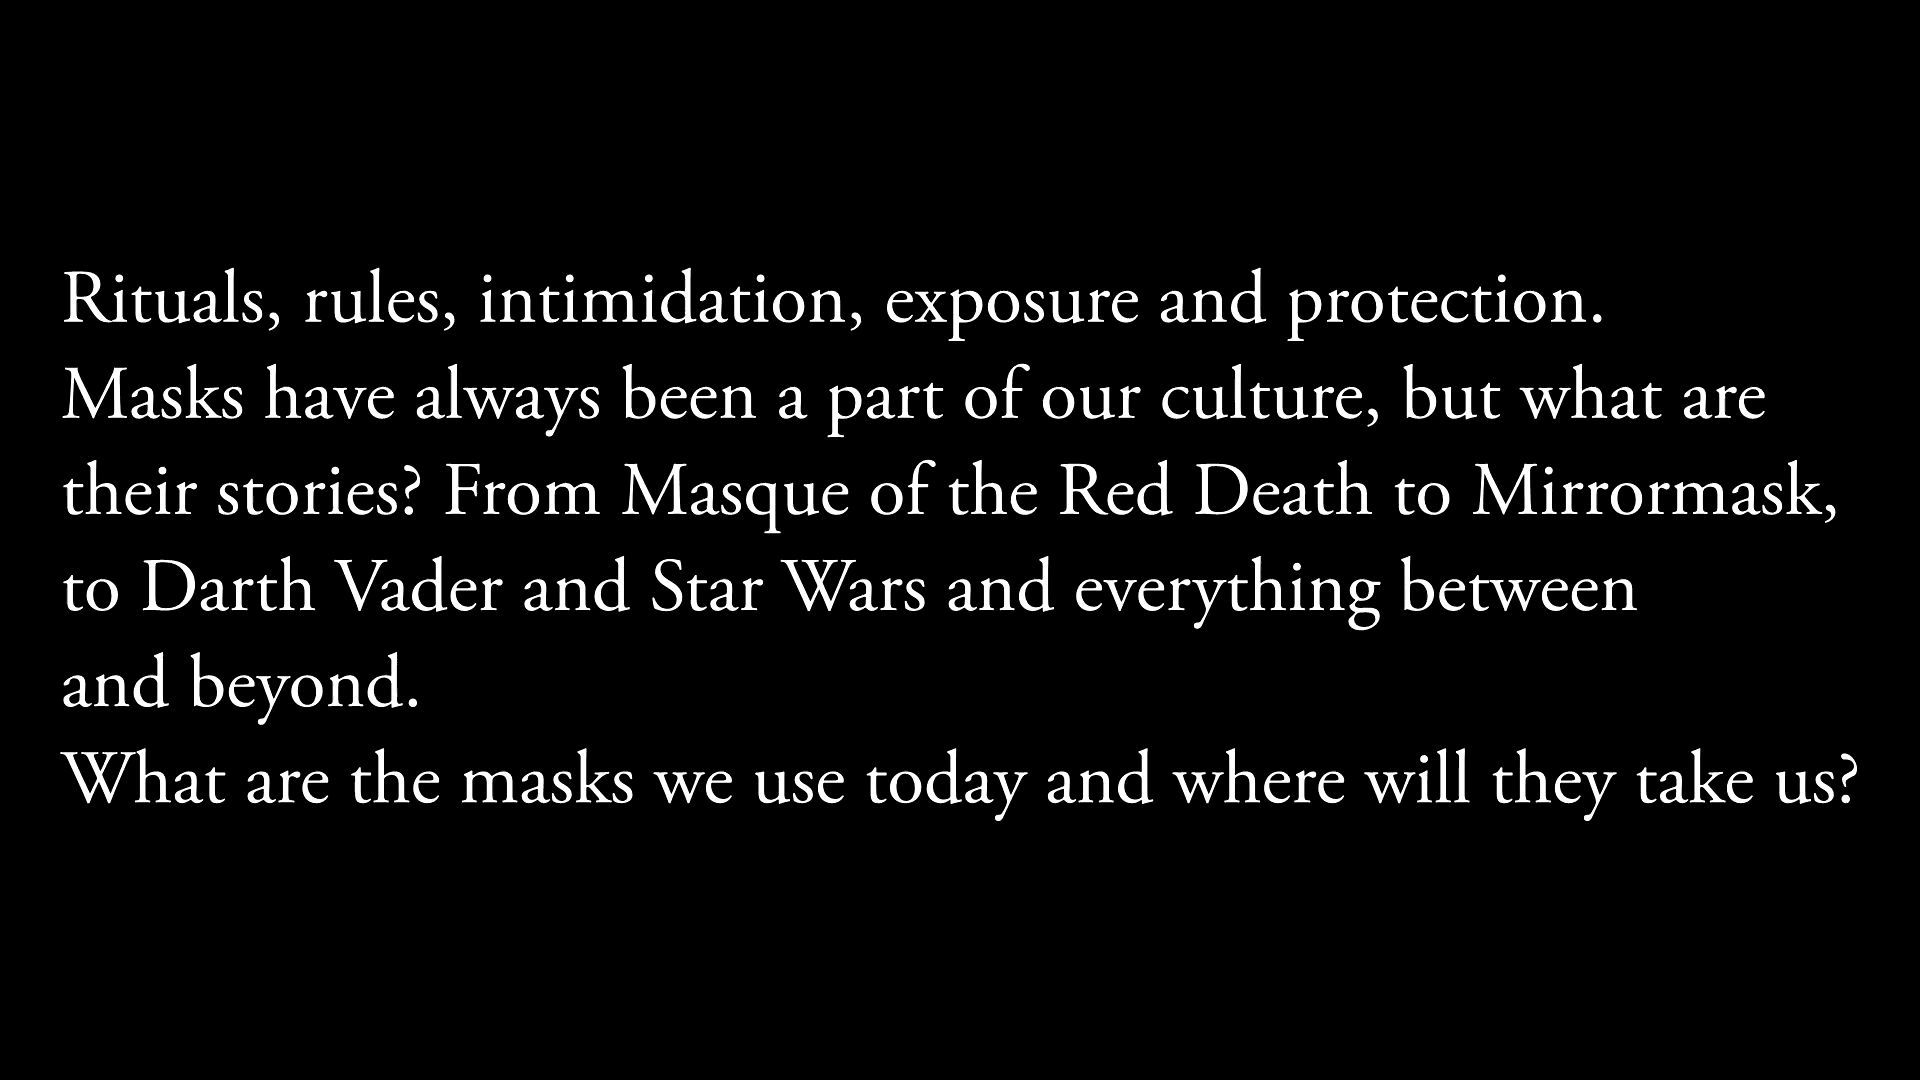 Rituals, rules, intimidation, exposure and protection.
Masks have always been a part of our culture, but what are
their stories? From Masque of the Red Death to Mirrormask,
to Darth Vader and Star Wars and everything between
and beyond.
What are the masks we use today and where will they take us?